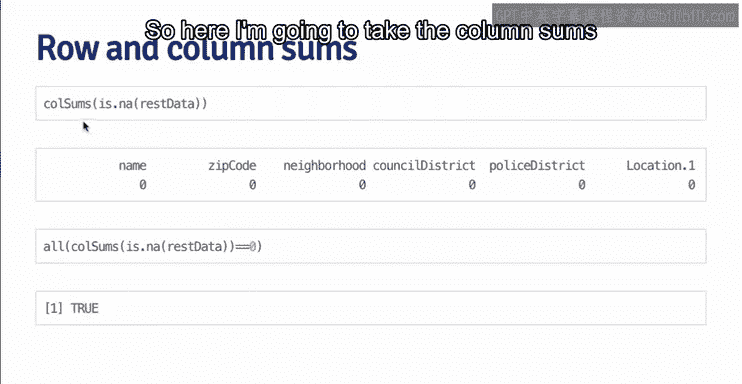 So here I'm going to take the column sums
Row and column sums
colSums(is.na(restData))
name zipCode neighborhood councilDistrict policeDistrict Location.1
0 0 0 0 0 0
all(colSums(is.na(restData))==0)
[1] TRUE